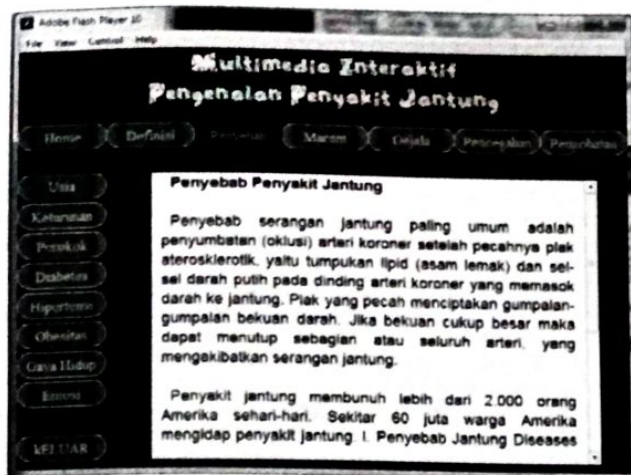 Adobe Flash Player 10
File View Control Help
Multimedia Interaktif
Pengenalan Penyakit Jantung
Home Definisi Penyebab Macam Gejala Pencegahan Pengobatan
Usia
Keturunan
Perokok
Diabetes
Hipertensi
Obesitas
Gaya Hidup
Emosi
KELUAR
Penyebab Penyakit Jantung
Penyebab serangan jantung paling umum adalah
penyumbatan (oklusi) arteri koroner setelah pecahnya plak
aterosklerotik, yaitu tumpukan lipid (asam lemak) dan sel-
sel darah putih pada dinding arteri koroner yang memasok
darah ke jantung. Plak yang pecah menciptakan gumpalan-
gumpalan bekuan darah. Jika bekuan cukup besar maka
dapat menutup sebagian atau seluruh arteri, yang
mengakibatkan serangan jantung.
Penyakit jantung membunuh lebih dari 2.000 orang
Amerika sehari-hari. Sekitar 60 juta warga Amerika
mengidap penyakit jantung. I. Penyebab Jantung Diseases